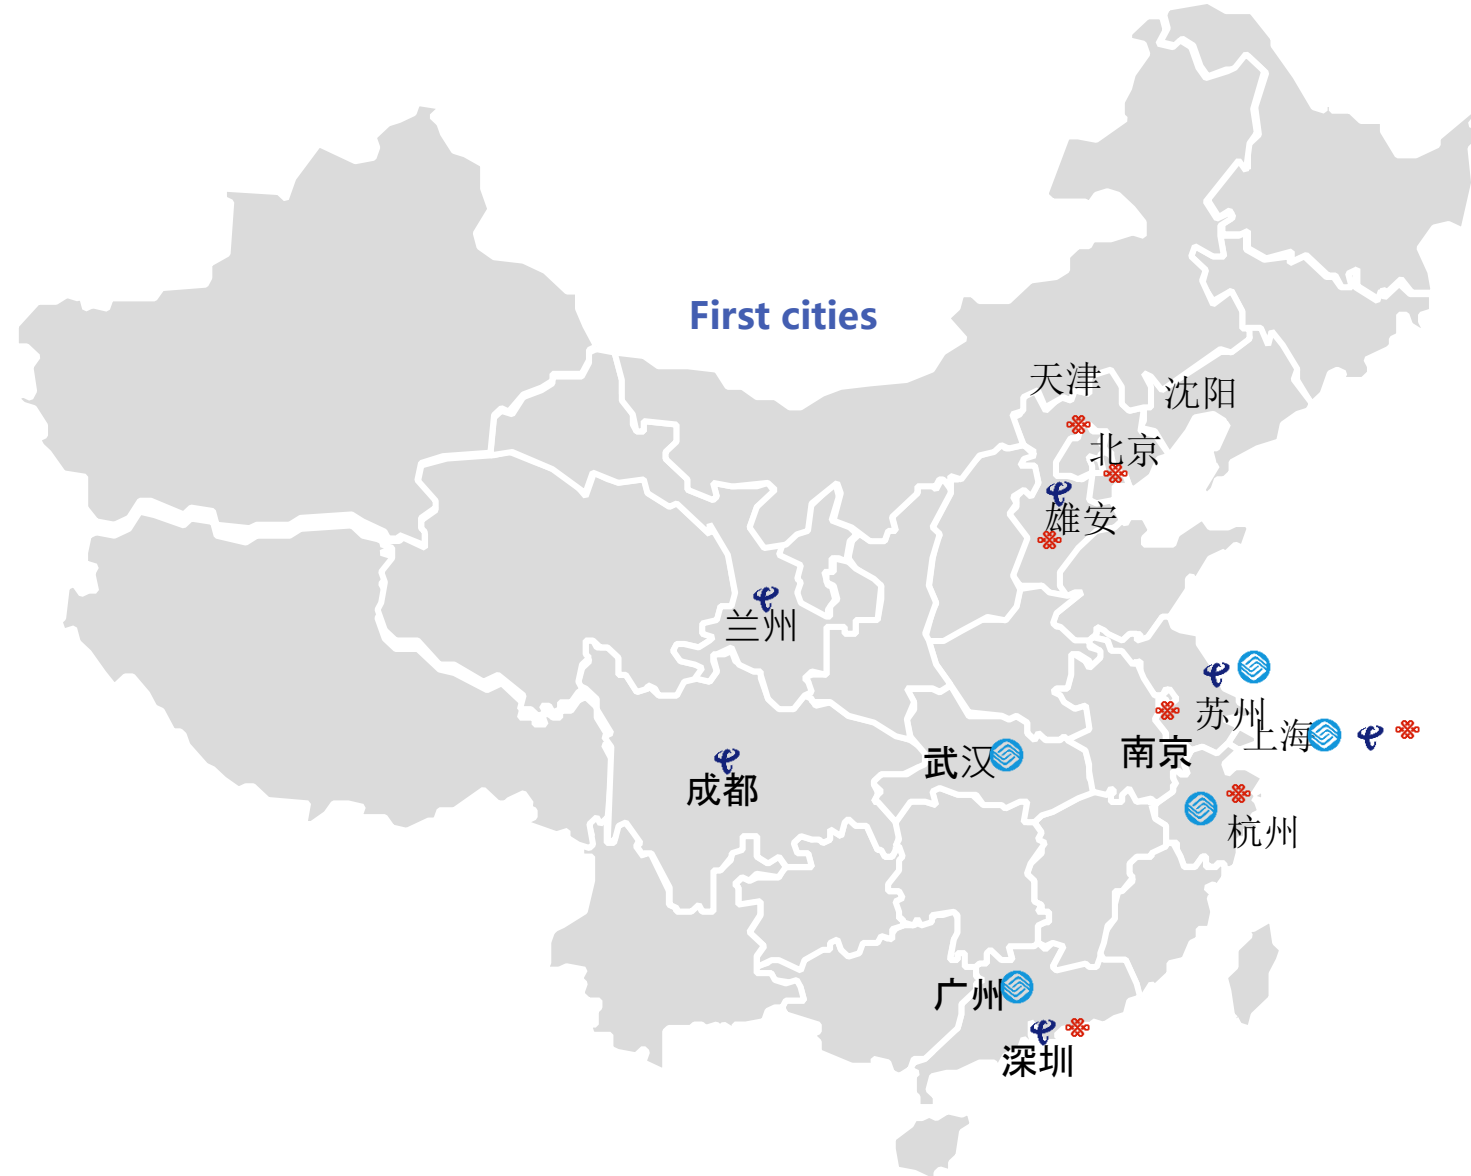 First cities
天津
沈阳
北京
雄安
兰州
苏州
上海
南京
武汉
成都
杭州
广州
深圳